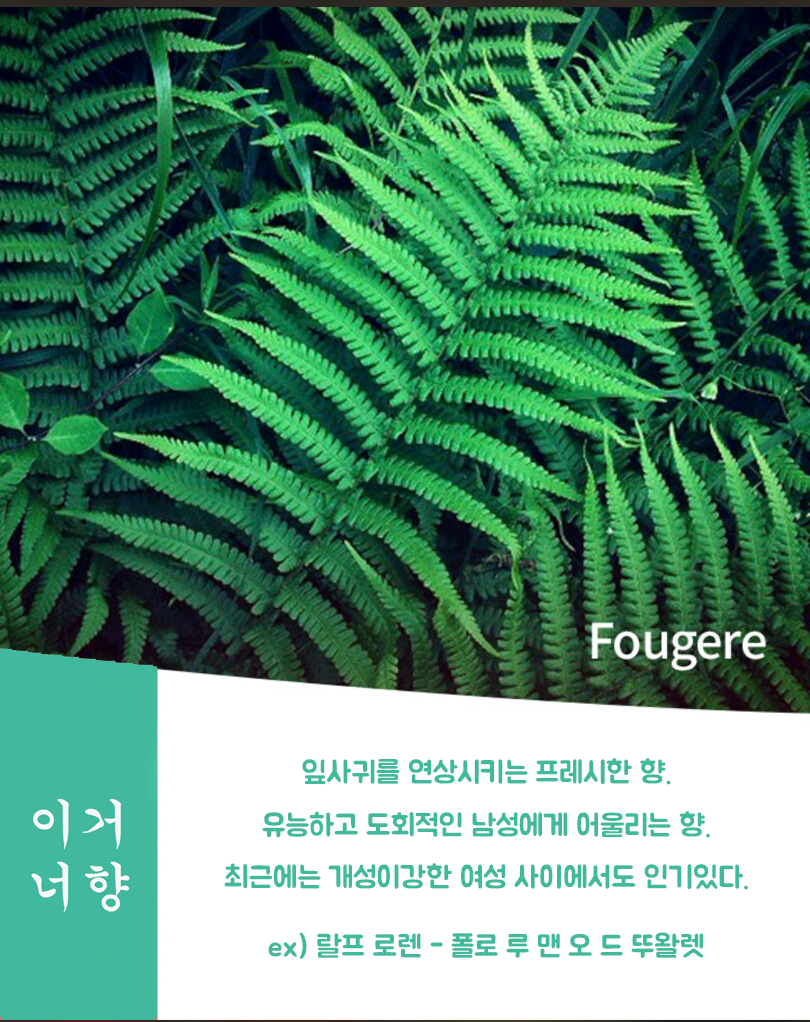 Fougere
이거
너향
잎사귀를 연상시키는 프레시한 향.
유능하고 도회적인 남성에게 어울리는 향.
최근에는 개성이강한 여성 사이에서도 인기있다.
ex) 랄프 로렌 - 폴로 루 맨 오 드 뚜왈렛